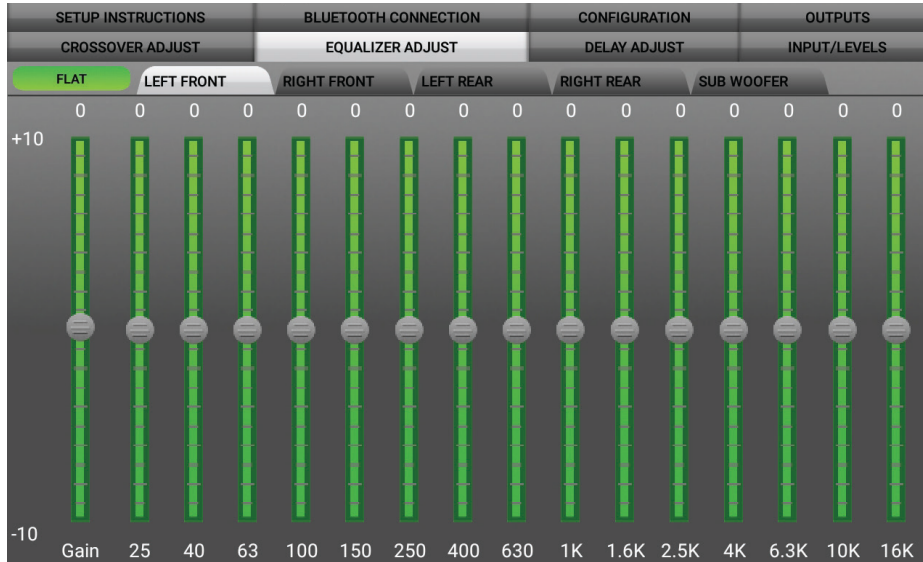 SETUP INSTRUCTIONS BLUETOOTH CONNECTION CONFIGURATION OUTPUTS
CROSSOVER ADJUST EQUALIZER ADJUST DELAY ADJUST INPUT/LEVELS
FLAT LEFT FRONT RIGHT FRONT LEFT REAR RIGHT REAR SUB WOOFER
0 0 0 0 0 0 0 0 0 0 0 0 0 0 0 0
+10
-10
Gain 25 40 63 100 150 250 400 630 1K 1.6K 2.5K 4K 6.3K 10K 16K